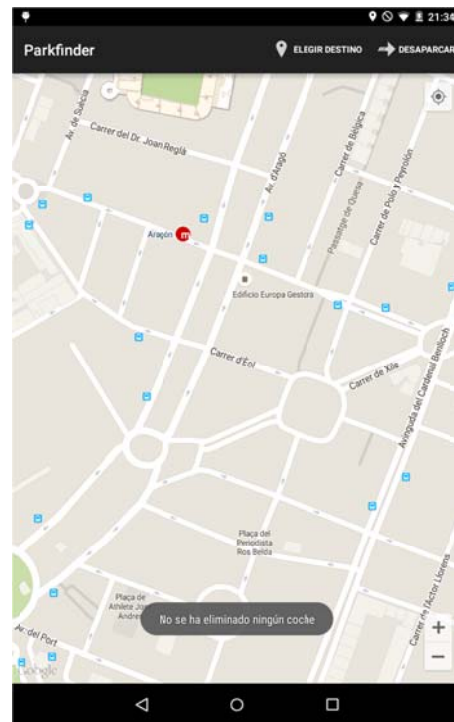 21:34
Parkfinder
ELEGIR DESTINO
DESAPARCAR
Av. de Suècia
Carrer del Dr. Joan Reglà
Av. d'Aragó
Carrer de Bèlgica
Passatge de Quesa
Carrer de Polo y Peyrolón
Aragón
m
Edificio Europa Gestora
Carrer d'Eol
Carrer de Xile
Avinguda del Cardenal Benlloch
Plaça del
Periodista
Ros Belda
Plaça de
Athlete Jo
Andre
No se ha eliminado ningún coche
Carrer de l'Actor Llorens
Av. del Port
+
−
Google